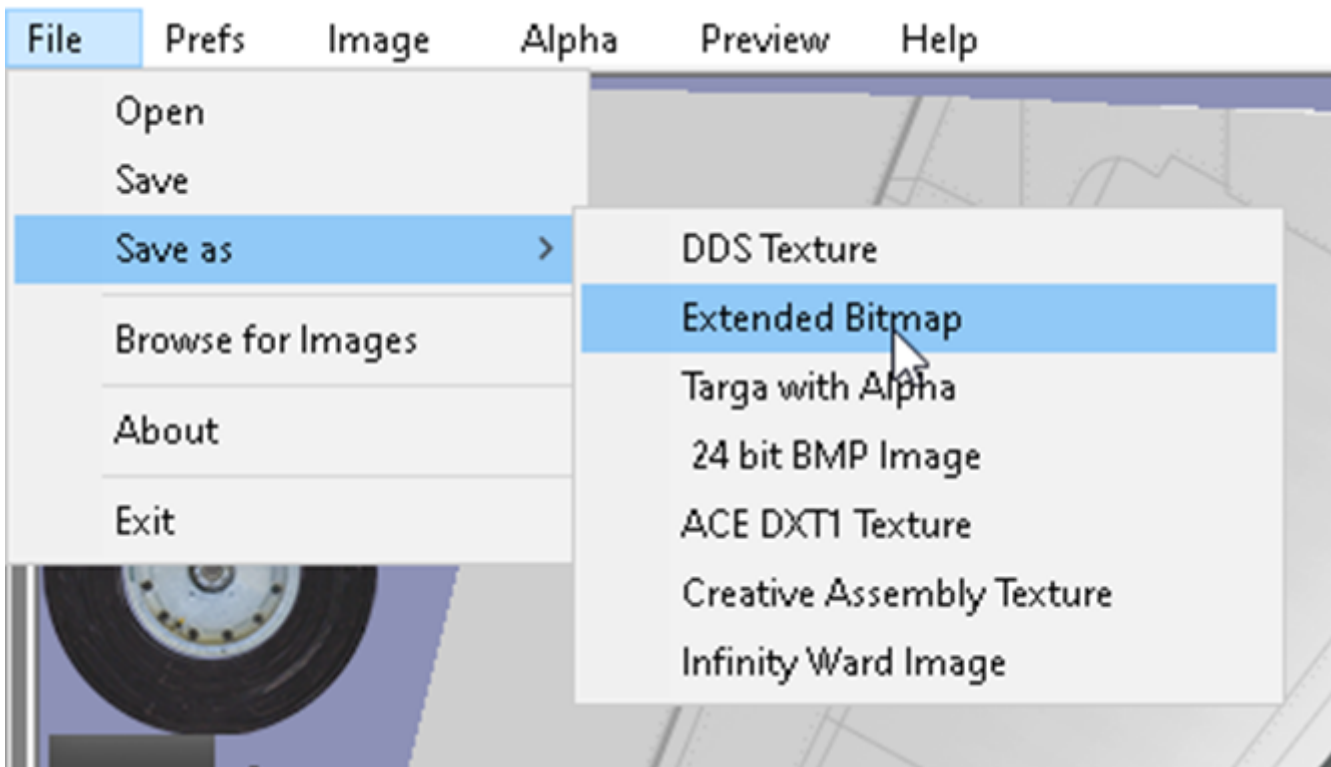 File Prefs Image Alpha Preview Help
Open
Save
Save as
Browse for Images
About
Exit
DDS Texture
Extended Bitmap
Targa with Alpha
24 bit BMP Image
ACE DXT1 Texture
Creative Assembly Texture
Infinity Ward Image